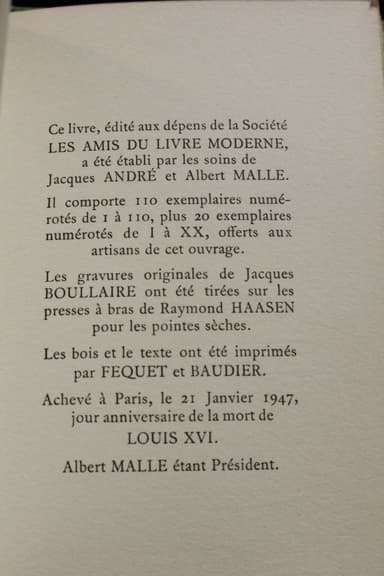 Ce livre, édité aux dépens de la Société
LES AMIS DU LIVRE MODERNE,
a été établi par les soins de
Jacques ANDRÉ et Albert MALLE.
Il comporte 110 exemplaires numé-
rotés de 1 à 110, plus 20 exemplaires
numérotés de I à XX, offerts aux
artisans de cet ouvrage.
Les gravures originales de Jacques
BOULLAIRE ont été tirées sur les
presses à bras de Raymond HAASEN
pour les pointes sèches.
Les bois et le texte ont été imprimés
par FEQUET et BAUDIER.
Achevé à Paris, le 21 Janvier 1947,
jour anniversaire de la mort de
LOUIS XVI.
Albert MALLE étant Président.